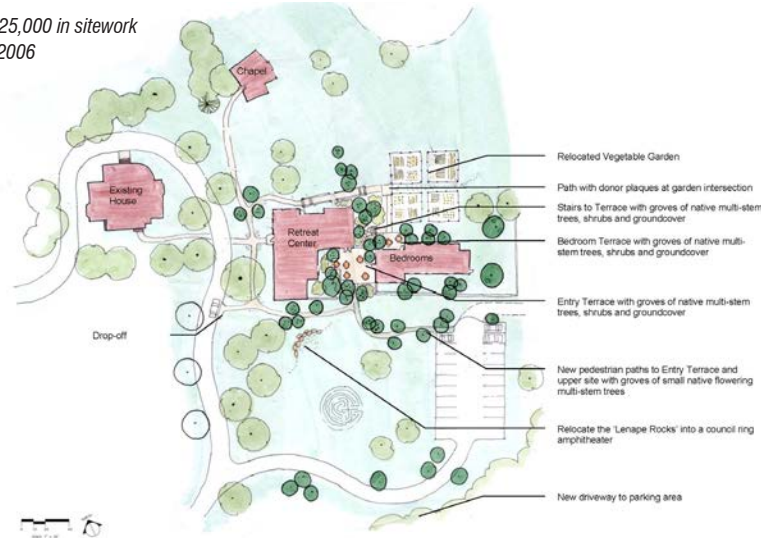 25,000 in sitework
2006
Chapel
Existing
House
Retreat
Center
Bedrooms
Drop-off
Relocated Vegetable Garden
Path with donor plaques at garden intersection
Stairs to Terrace with groves of native multi-stem
trees, shrubs and groundcover
Bedroom Terrace with groves of native multi-
stem trees, shrubs and groundcover
Entry Terrace with groves of native multi-stem
trees, shrubs and groundcover
New pedestrian paths to Entry Terrace and
upper site with groves of small native flowering
multi-stem trees
Relocate the 'Lenape Rocks' into a council ring
amphitheater
New driveway to parking area